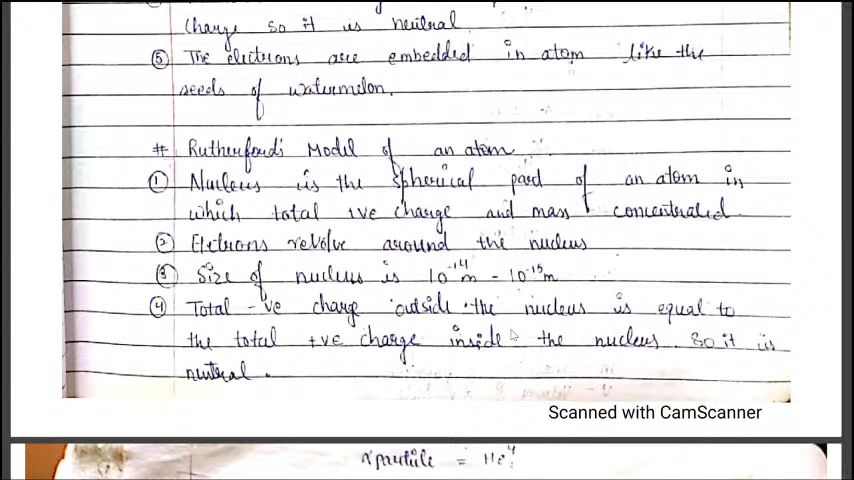 charge so it is neutral.
⑤ The electrons are embedded in atom like the
seeds of watermelon.
# Rutherford's Model of an atom
① Nucleus is the spherical part of an atom in
which total +ve charge and mass concentrated
② Eletrons revolve around the nucleus
③ Size of nucleus is 10⁻¹⁴m - 10⁻¹⁵m
④ Total -ve charge outside the nucleus is equal to
the total +ve charge inside the nucleus. So it is
neutral.
Scanned with CamScanner
α particle = He⁴